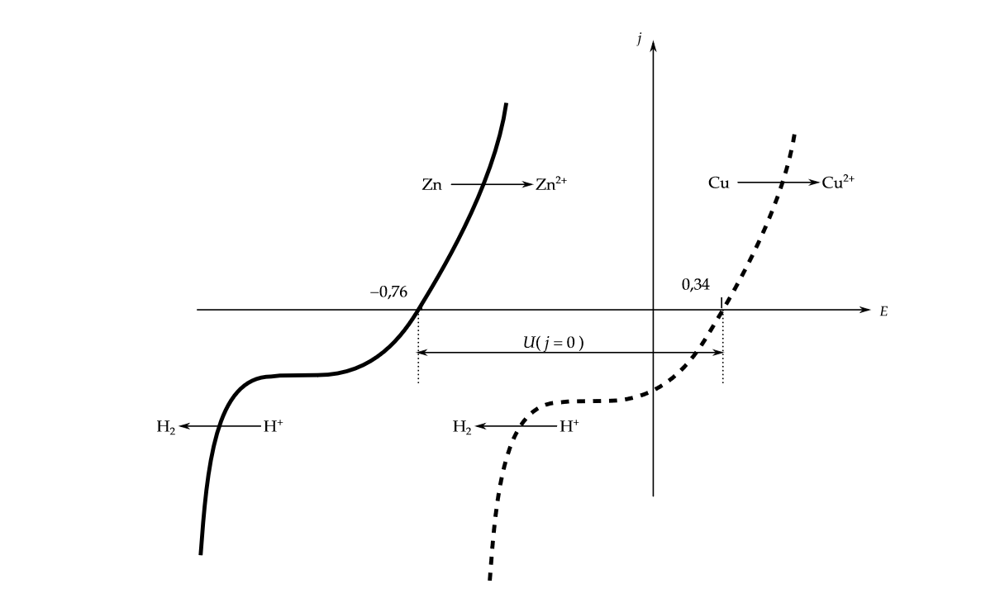 j
Zn Zn²⁺
Cu Cu²⁺
0,34
−0,76
E
U( j = 0 )
H₂ H⁺
H₂ H⁺